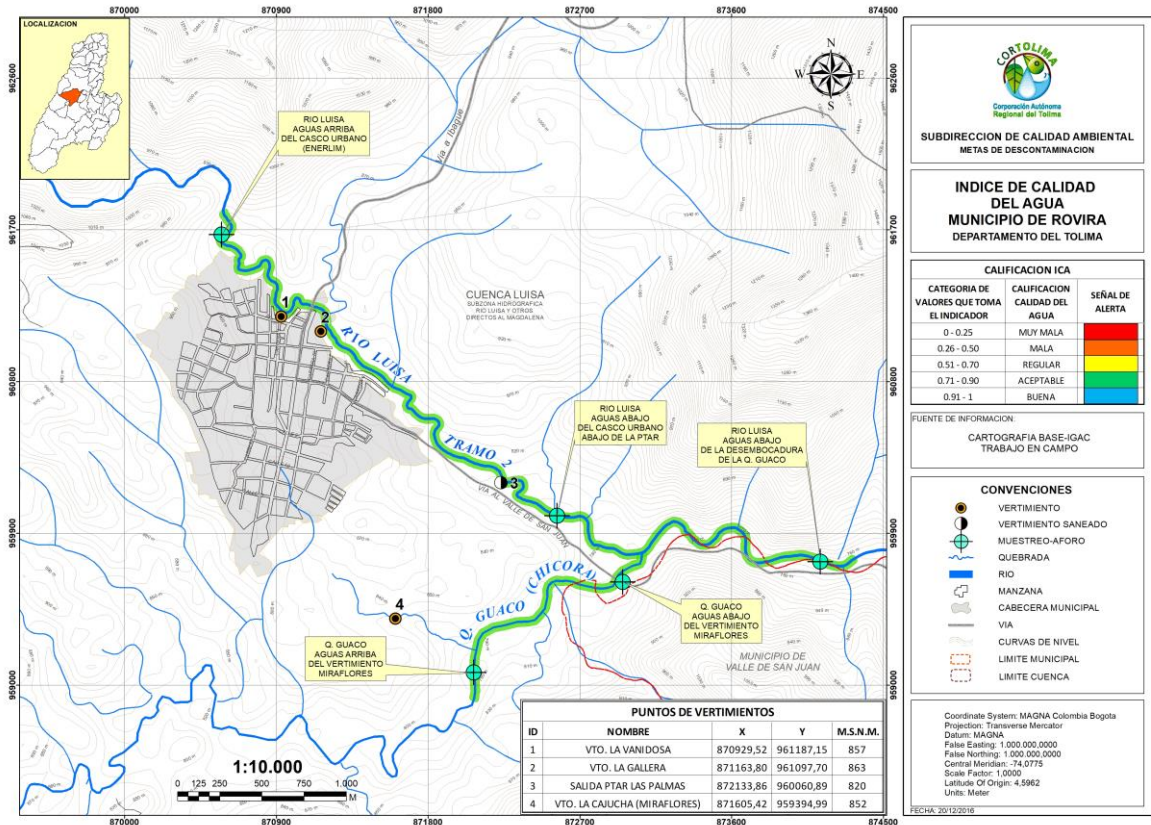 870000
870900
871800
872700
873600
874500
962600
961700
960800
959900
959000
962600
961700
960800
959900
959000
LOCALIZACION
N
W
E
S
RIO LUISA
AGUAS ARRIBA
DEL CASCO URBANO
(ENERLIM)
Vía a Ibague
CUENCA LUISA
SUBZONA HIDROGRAFICA
RIO LUISA Y OTROS
DIRECTOS AL MAGDALENA
1
2
RIO LUISA
TRAMO 2
RIO LUISA
AGUAS ABAJO
DEL CASCO URBANO
ABAJO DE LA PTAR
RIO LUISA
AGUAS ABAJO
DE LA DESEMBOCADURA
DE LA Q. GUACO
3
VIA AL VALLE DE SAN JUAN
Q. GUACO (CHICORA)
4
Q. GUACO
AGUAS ARRIBA
DEL VERTIMIENTO
MIRAFLORES
Q. GUACO
AGUAS ABAJO
DEL VERTIMIENTO
MIRAFLORES
MUNICIPIO DE
VALLE DE SAN JUAN
1:10.000
0 125 250 500 750 1.000
M
PUNTOS DE VERTIMIENTOS
ID NOMBRE X Y M.S.N.M.
1 VTO. LA VANIDOSA 870929,52 961187,15 857
2 VTO. LA GALLERA 871163,80 961097,70 863
3 SALIDA PTAR LAS PALMAS 872133,86 960060,89 820
4 VTO. LA CAJUCHA (MIRAFLORES) 871605,42 959394,99 852
870000
870900
871800
872700
873600
874500
CORTOLIMA
Corporación Autónoma
Regional del Tolima
SUBDIRECCION DE CALIDAD AMBIENTAL
METAS DE DESCONTAMINACION
INDICE DE CALIDAD
DEL AGUA
MUNICIPIO DE ROVIRA
DEPARTAMENTO DEL TOLIMA
CALIFICACION ICA
CATEGORIA DE
VALORES QUE TOMA
EL INDICADOR
CALIFICACION
CALIDAD DEL
AGUA
SEÑAL DE
ALERTA
0 - 0.25 MUY MALA
0.26 - 0.50 MALA
0.51 - 0.70 REGULAR
0.71 - 0.90 ACEPTABLE
0.91 - 1 BUENA
FUENTE DE INFORMACION:
CARTOGRAFIA BASE-IGAC
TRABAJO EN CAMPO
CONVENCIONES
VERTIMIENTO
VERTIMIENTO SANEADO
MUESTREO-AFORO
QUEBRADA
RIO
MANZANA
CABECERA MUNICIPAL
VIA
CURVAS DE NIVEL
LIMITE MUNICIPAL
LIMITE CUENCA
Coordinate System: MAGNA Colombia Bogota
Projection: Transverse Mercator
Datum: MAGNA
False Easting: 1.000.000,0000
False Northing: 1.000.000,0000
Central Meridian: -74,0775
Scale Factor: 1,0000
Latitude Of Origin: 4,5962
Units: Meter
FECHA: 20/12/2016